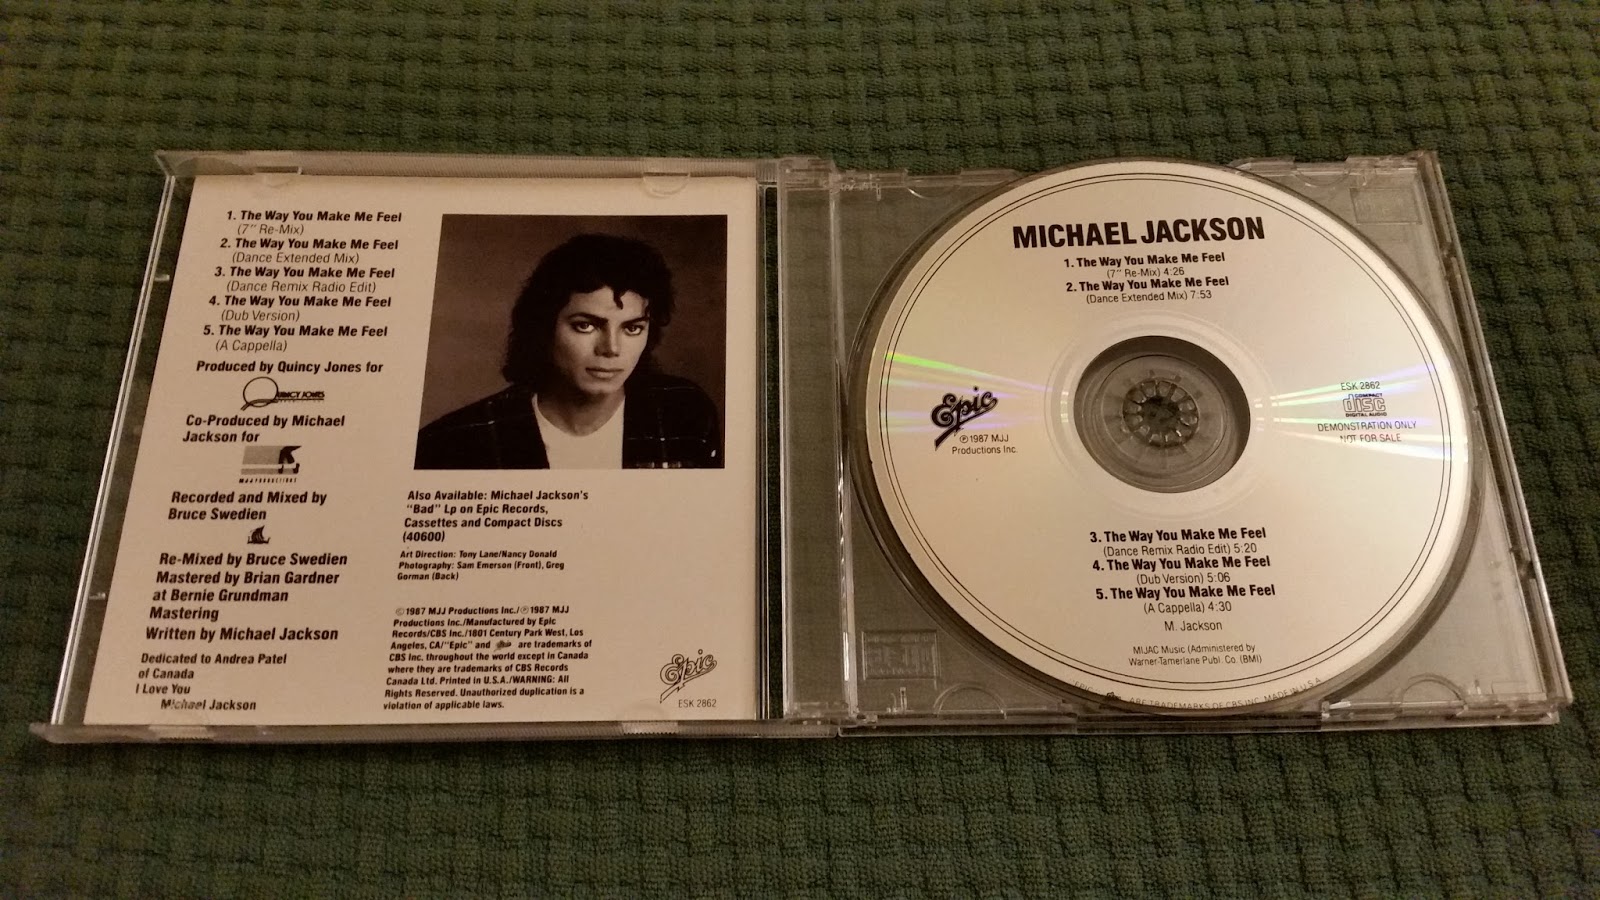 1. The Way You Make Me Feel
(7" Re-Mix)
2. The Way You Make Me Feel
(Dance Extended Mix)
3. The Way You Make Me Feel
(Dance Remix Radio Edit)
4. The Way You Make Me Feel
(Dub Version)
5. The Way You Make Me Feel
(A Cappella)
Produced by Quincy Jones for
QUINCY JONES
Co-Produced by Michael
Jackson for
MJJ PRODUCTIONS
Recorded and Mixed by
Bruce Swedien
Re-Mixed by Bruce Swedien
Mastered by Brian Gardner
at Bernie Grundman
Mastering
Written by Michael Jackson
Dedicated to Andrea Patel
of Canada
I Love You
Michael Jackson
Also Available: Michael Jackson's
"Bad" Lp on Epic Records,
Cassettes and Compact Discs
(40600)
Art Direction: Tony Lane/Nancy Donald
Photography: Sam Emerson (Front), Greg
Gorman (Back)
© 1987 MJJ Productions Inc./℗ 1987 MJJ
Productions Inc./Manufactured by Epic
Records/CBS Inc./1801 Century Park West, Los
Angeles, CA/"Epic" and Epic are trademarks of
CBS Inc. throughout the world except in Canada
where they are trademarks of CBS Records
Canada Ltd. Printed in U.S.A./WARNING: All
Rights Reserved. Unauthorized duplication is a
violation of applicable laws.
Epic
ESK 2862
MICHAEL JACKSON
1. The Way You Make Me Feel
(7" Re-Mix) 4:26
2. The Way You Make Me Feel
(Dance Extended Mix) 7:53
Epic
℗ 1987 MJJ
Productions Inc.
ESK 2862
COMPACT
disc
DIGITAL AUDIO
DEMONSTRATION ONLY
NOT FOR SALE
3. The Way You Make Me Feel
(Dance Remix Radio Edit) 5:20
4. The Way You Make Me Feel
(Dub Version) 5:06
5. The Way You Make Me Feel
(A Cappella) 4:30
M. Jackson
MIJAC Music (Administered by
Warner-Tamerlane Publ. Co. (BMI)
TRADEMARKS OF CBS INC. MADE IN U.S.A.